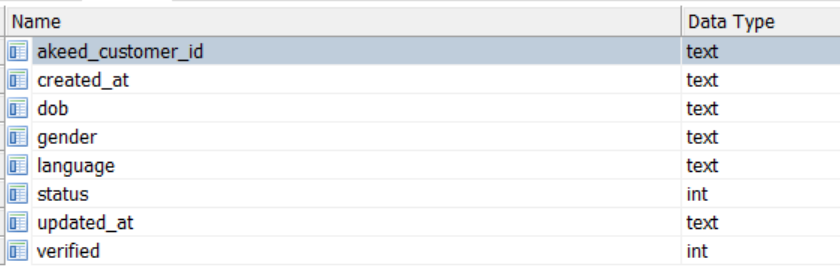 Name Data Type
akeed_customer_id text
created_at text
dob text
gender text
language text
status int
updated_at text
verified int